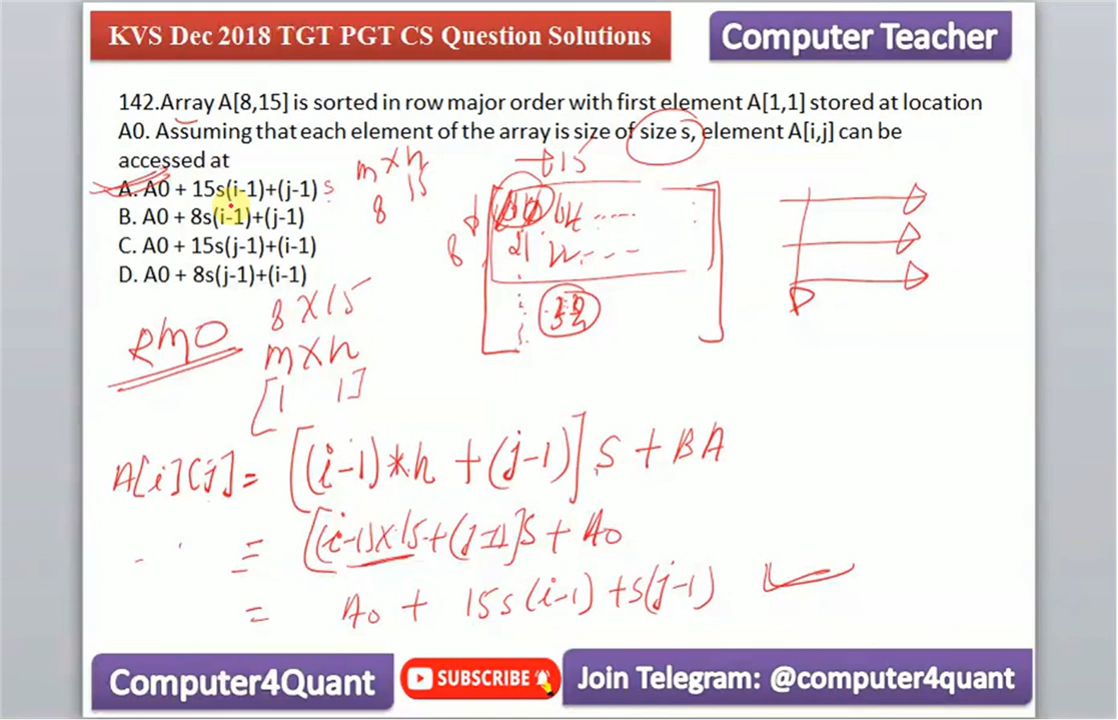 KVS Dec 2018 TGT PGT CS Question Solutions
Computer Teacher
142.Array A[8,15] is sorted in row major order with first element A[1,1] stored at location
A0. Assuming that each element of the array is size of size s, element A[i,j] can be
accessed at
A. A0 + 15s(i-1)+(j-1) s
B. A0 + 8s(i-1)+(j-1)
C. A0 + 15s(j-1)+(i-1)
D. A0 + 8s(j-1)+(i-1)
m x n
8 15
15
8
21
8 X 15
RMO
m x n
[1 1]
A[i][j] = [(i-1)*n + (j-1)] S + BA
= [(i-1)x15+(j-1)]S + A0
= A0 + 15s(i-1) + s(j-1)
Computer4Quant
SUBSCRIBE
Join Telegram: @computer4quant